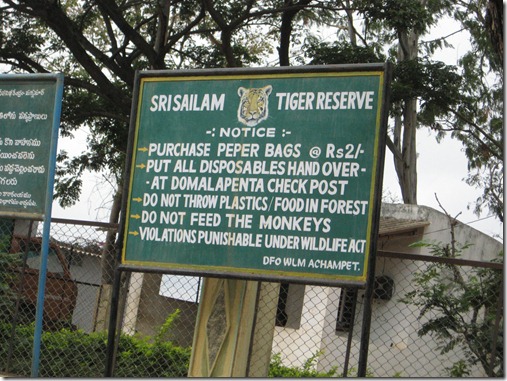 SRISAILAM TIGER RESERVE
-: NOTICE :-
PURCHASE PEPER BAGS @ Rs2/-
PUT ALL DISPOSABLES HAND OVER-
-AT DOMALAPENTA CHECK POST
DO NOT THROW PLASTICS/FOOD IN FOREST
DO NOT FEED THE MONKEYS
VIOLATIONS PUNISHABLE UNDER WILDLIFE ACT
DFO WLM ACHAMPET.